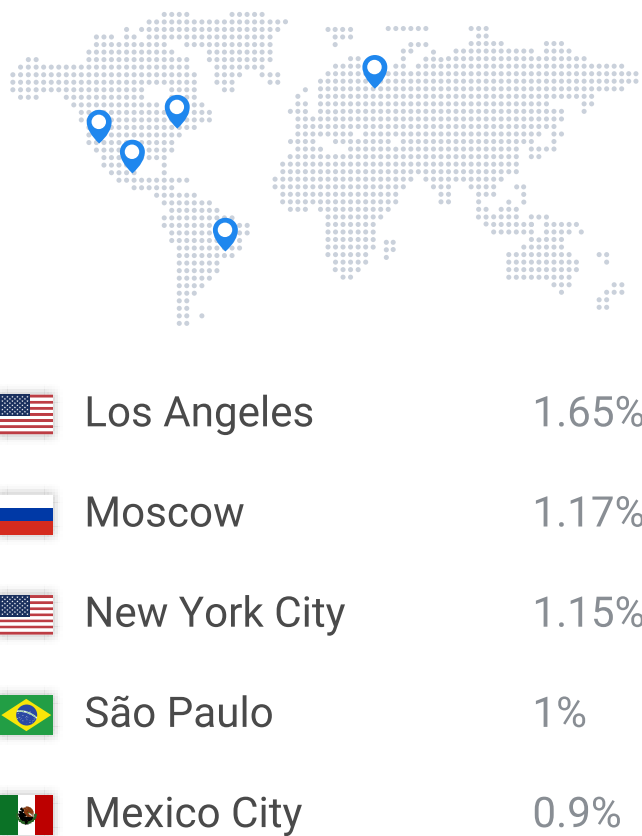 Los Angeles 1.65%
Moscow 1.17%
New York City 1.15%
São Paulo 1%
Mexico City 0.9%